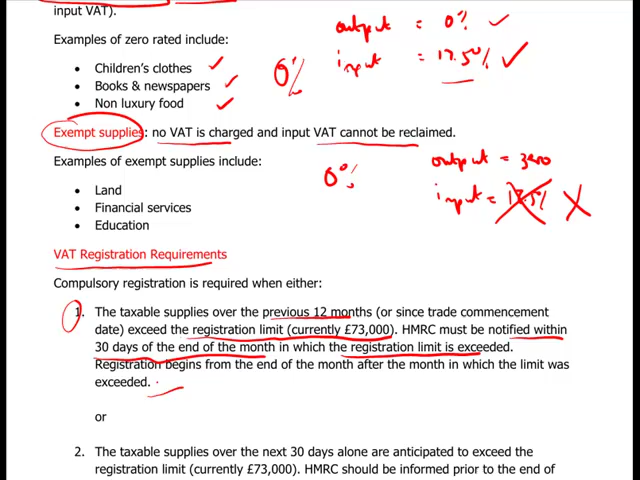 input VAT).
output = 0%
Examples of zero rated include:
input = 17.5%
• Children's clothes
0%
• Books & newspapers
• Non luxury food
Exempt supplies: no VAT is charged and input VAT cannot be reclaimed.
Examples of exempt supplies include:
output = zero
0%
• Land
input = 17.5%
• Financial services
• Education
VAT Registration Requirements
Compulsory registration is required when either:
1. The taxable supplies over the previous 12 months (or since trade commencement
date) exceed the registration limit (currently £73,000). HMRC must be notified within
30 days of the end of the month in which the registration limit is exceeded.
Registration begins from the end of the month after the month in which the limit was
exceeded.
or
2. The taxable supplies over the next 30 days alone are anticipated to exceed the
registration limit (currently £73,000). HMRC should be informed prior to the end of